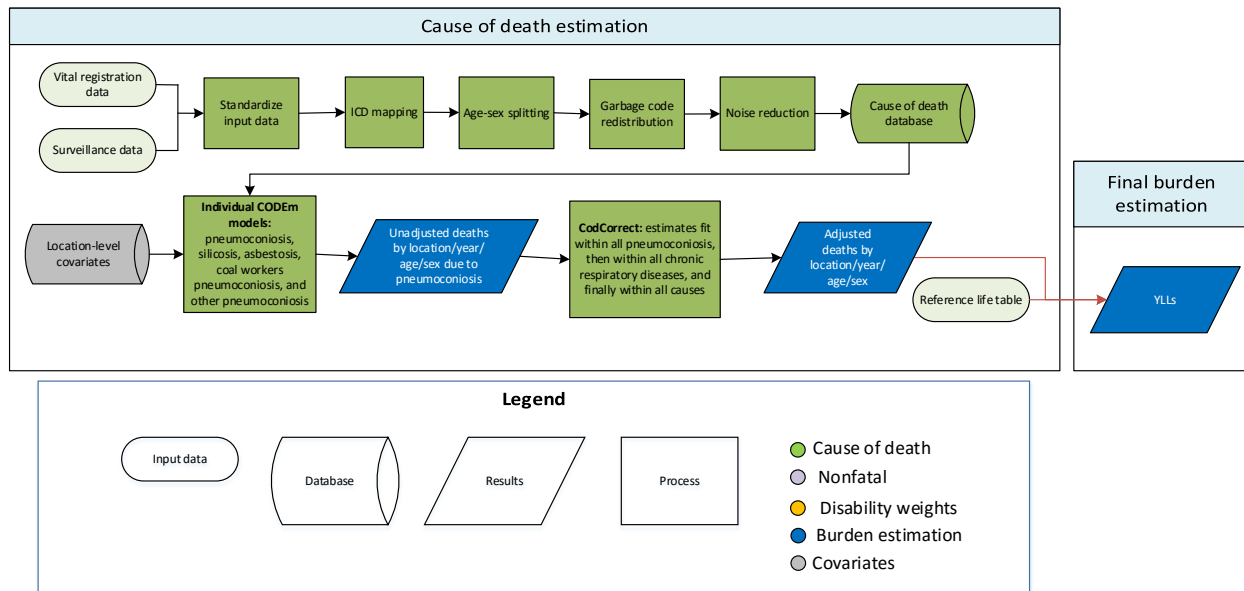 Cause of death estimation
Vital registration
data
Surveillance data
Standardize
input data
ICD mapping
Age-sex splitting
Garbage code
redistribution
Noise reduction
Cause of death
database
Location-level
covariates
Individual CODEm
models:
pneumoconiosis,
silicosis, asbestosis,
coal workers
pneumoconiosis, and
other pneumoconiosis
Unadjusted deaths
by location/year/
age/sex due to
pneumoconiosis
CodCorrect: estimates fit
within all pneumoconiosis,
then within all chronic
respiratory diseases, and
finally within all causes
Adjusted deaths by
location/year/
age/sex
Reference life table
Final burden
estimation
YLLs
Legend
Input data
Database
Results
Process
Cause of death
Nonfatal
Disability weights
Burden estimation
Covariates